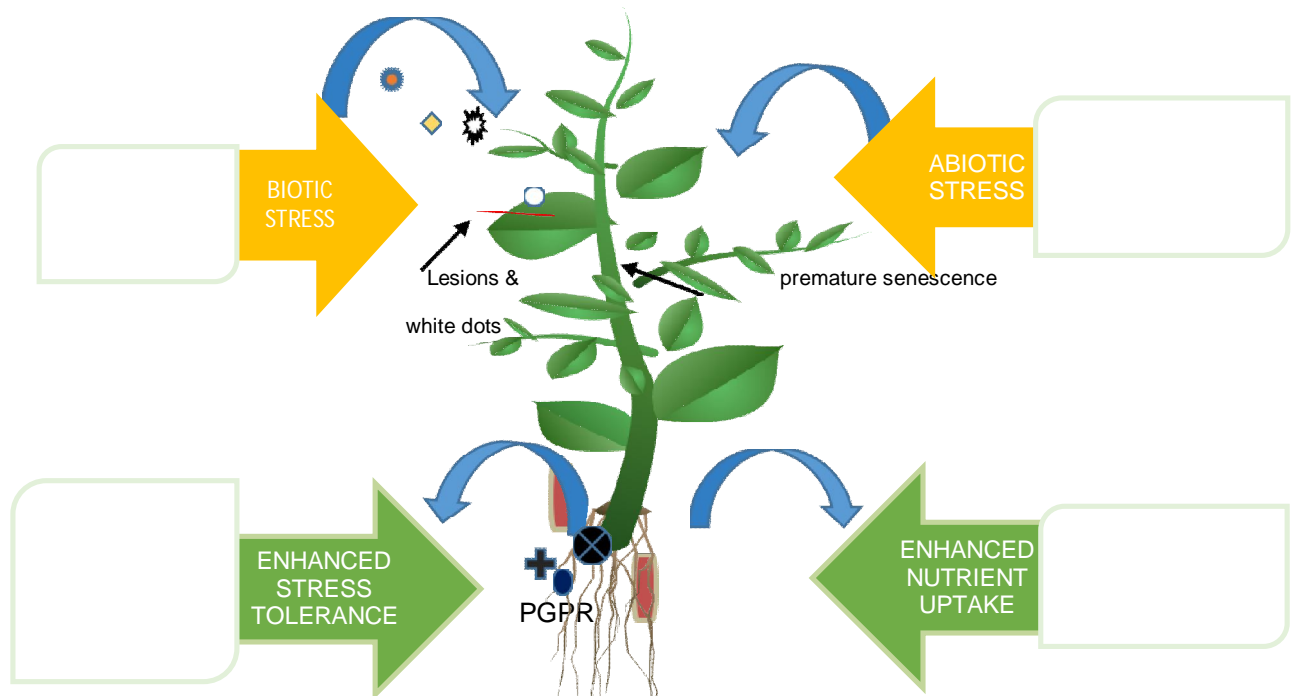 BIOTIC
STRESS
ABIOTIC
STRESS
Lesions &
white dots
premature senescence
ENHANCED
STRESS
TOLERANCE
PGPR
ENHANCED
NUTRIENT
UPTAKE